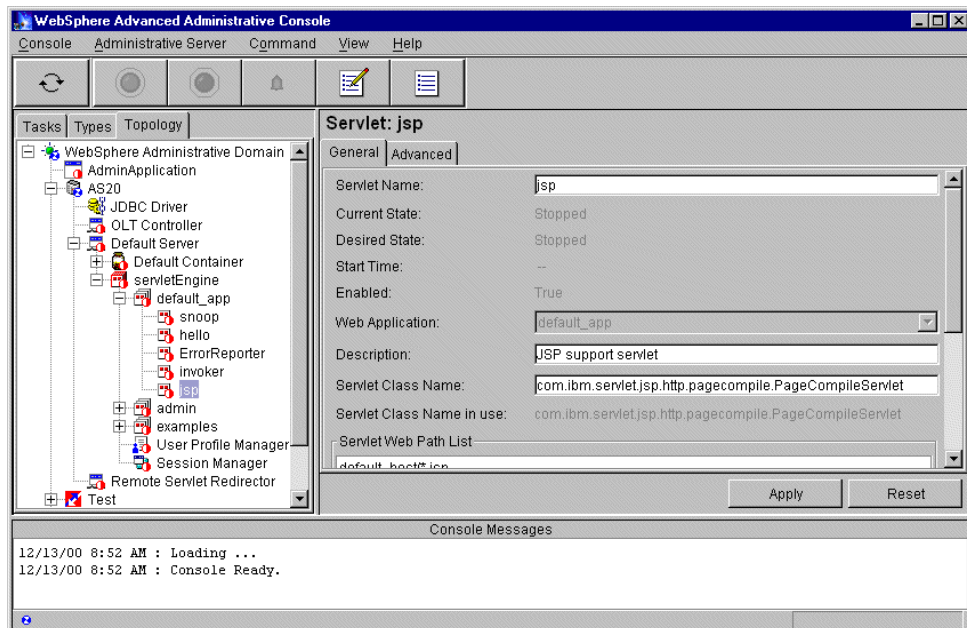 WebSphere Advanced Administrative Console
Console Administrative Server Command View Help
Tasks Types Topology
WebSphere Administrative Domain
AdminApplication
AS20
JDBC Driver
OLT Controller
Default Server
Default Container
servletEngine
default_app
snoop
hello
ErrorReporter
invoker
jsp
admin
examples
User Profile Manager
Session Manager
Remote Servlet Redirector
Test
Servlet: jsp
General Advanced
Servlet Name: jsp
Current State: Stopped
Desired State: Stopped
Start Time: --
Enabled: True
Web Application: default_app
Description: JSP support servlet
Servlet Class Name: com.ibm.servlet.jsp.http.pagecompile.PageCompileServlet
Servlet Class Name in use: com.ibm.servlet.jsp.http.pagecompile.PageCompileServlet
Servlet Web Path List
default_host/*.jsp
Apply Reset
Console Messages
12/13/00 8:52 AM : Loading ...
12/13/00 8:52 AM : Console Ready.